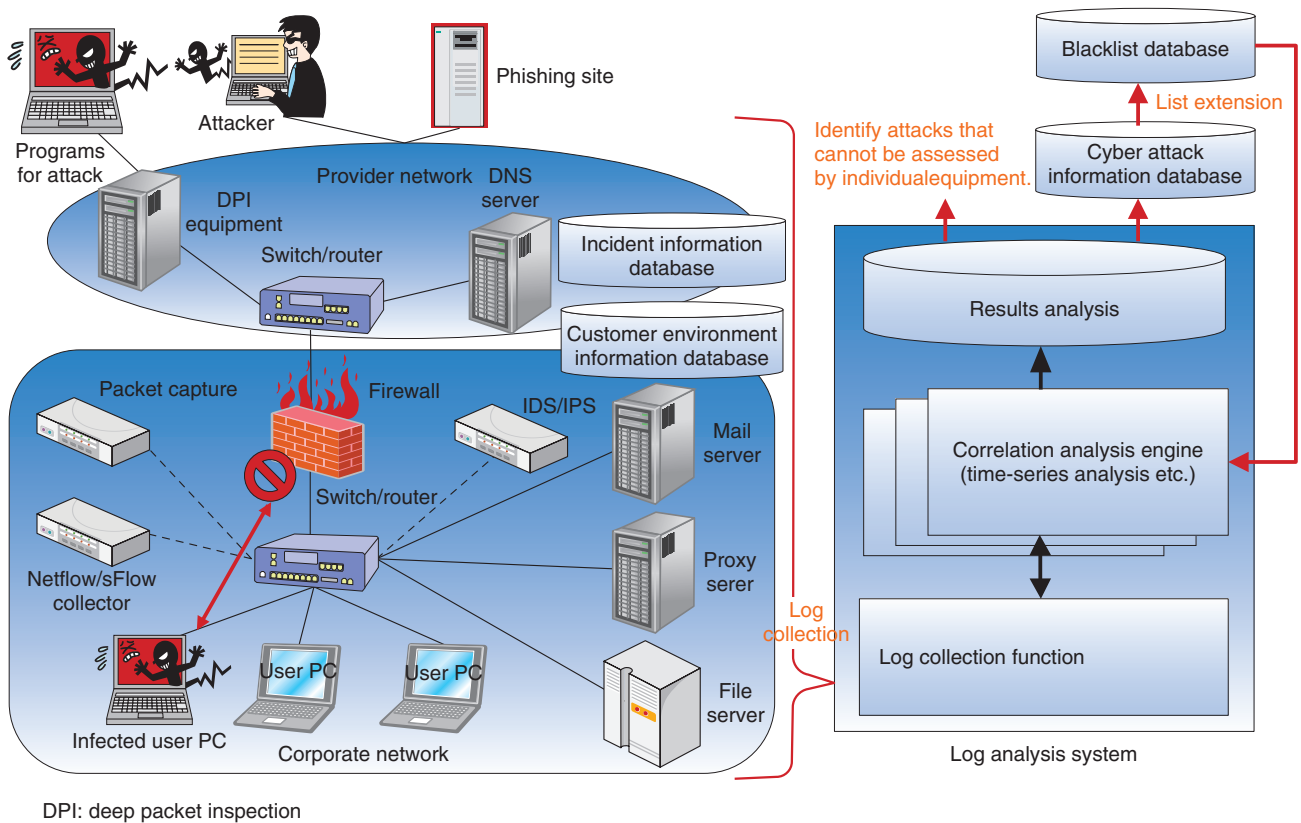 Programs
for attack
Attacker
Phishing site
Provider network
DPI
equipment
DNS
server
Switch/router
Incident information
database
Customer environment
information database
Packet capture
Firewall
IDS/IPS
Mail
server
Switch/router
Netflow/sFlow
collector
Proxy
serer
Infected user PC
User PC
User PC
File
server
Corporate network
Log
collection
Identify attacks that
cannot be assessed
by individualequipment.
Blacklist database
List extension
Cyber attack
information database
Results analysis
Correlation analysis engine
(time-series analysis etc.)
Log collection function
Log analysis system
DPI: deep packet inspection